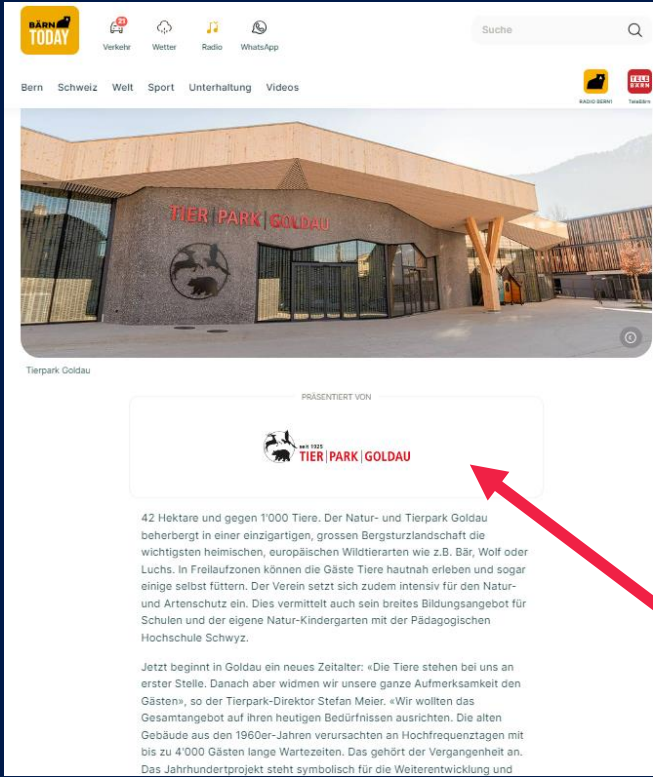 BÄRN
TODAY
21
Verkehr
Wetter
Radio
WhatsApp
Suche
Bern Schweiz Welt Sport Unterhaltung Videos
RADIO BERN1
TELE
BÄRN
TeleBärn
TIER PARK GOLDAU
Tierpark Goldau
PRÄSENTIERT VON
seit 1925
TIER PARK GOLDAU
42 Hektare und gegen 1'000 Tiere. Der Natur- und Tierpark Goldau
beherbergt in einer einzigartigen, grossen Bergsturzlandschaft die
wichtigsten heimischen, europäischen Wildtierarten wie z.B. Bär, Wolf oder
Luchs. In Freilaufzonen können die Gäste Tiere hautnah erleben und sogar
einige selbst füttern. Der Verein setzt sich zudem intensiv für den Natur-
und Artenschutz ein. Dies vermittelt auch sein breites Bildungsangebot für
Schulen und der eigene Natur-Kindergarten mit der Pädagogischen
Hochschule Schwyz.
Jetzt beginnt in Goldau ein neues Zeitalter: «Die Tiere stehen bei uns an
erster Stelle. Danach aber widmen wir unsere ganze Aufmerksamkeit den
Gästen», so der Tierpark-Direktor Stefan Meier. «Wir wollten das
Gesamtangebot auf ihren heutigen Bedürfnissen ausrichten. Die alten
Gebäude aus den 1960er-Jahren verursachten an Hochfrequenztagen mit
bis zu 4'000 Gästen lange Wartezeiten. Das gehört der Vergangenheit an.
Das Jahrhundertprojekt steht symbolisch für die Weiterentwicklung und